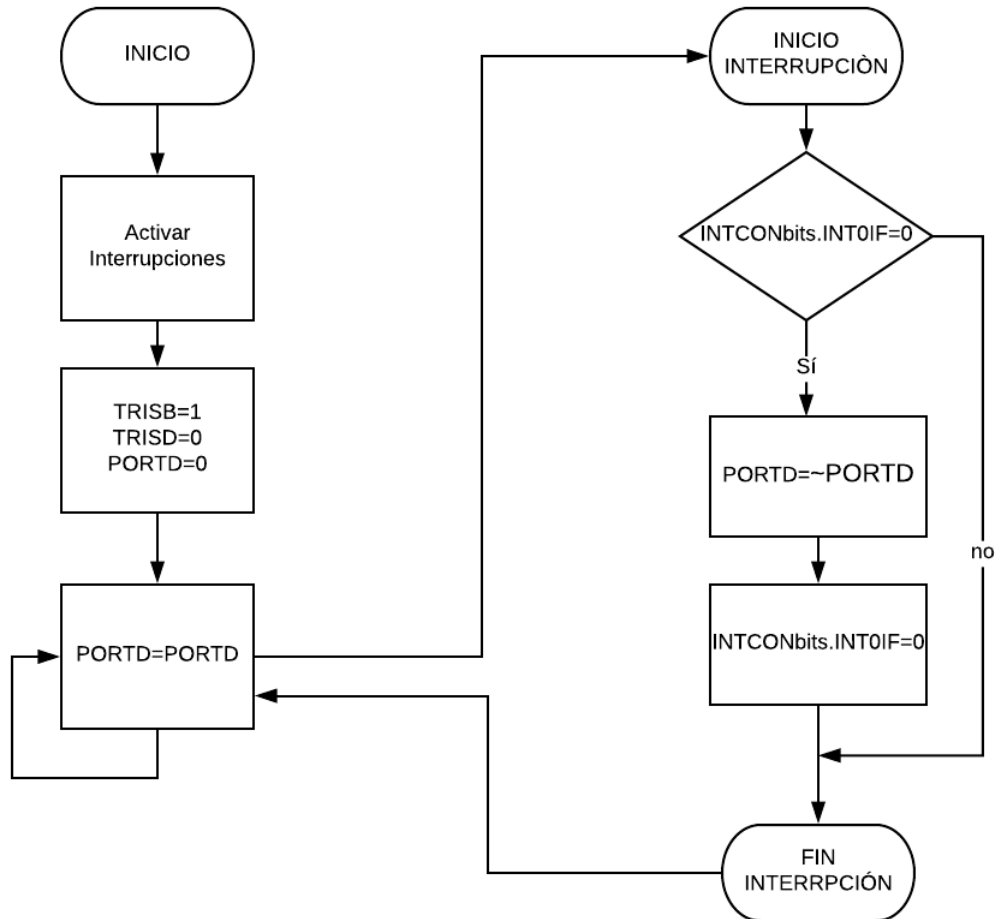 INICIO
Activar
Interrupciones
TRISB=1
TRISD=0
PORTD=0
PORTD=PORTD
INICIO
INTERRUPCIÒN
INTCONbits.INT0IF=0
Sí
PORTD=~PORTD
no
INTCONbits.INT0IF=0
FIN
INTERRPCIÓN